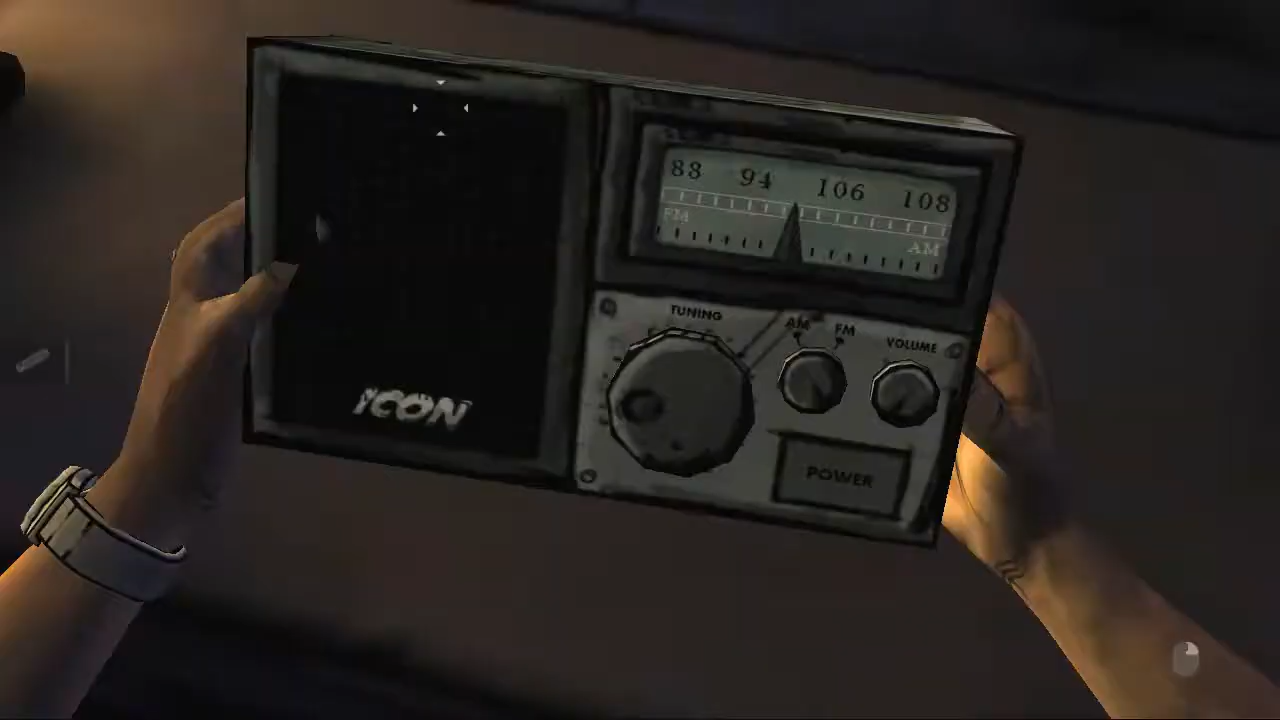 88 94 106 108
FM
AM
TUNING
AM FM
VOLUME
ICON
POWER